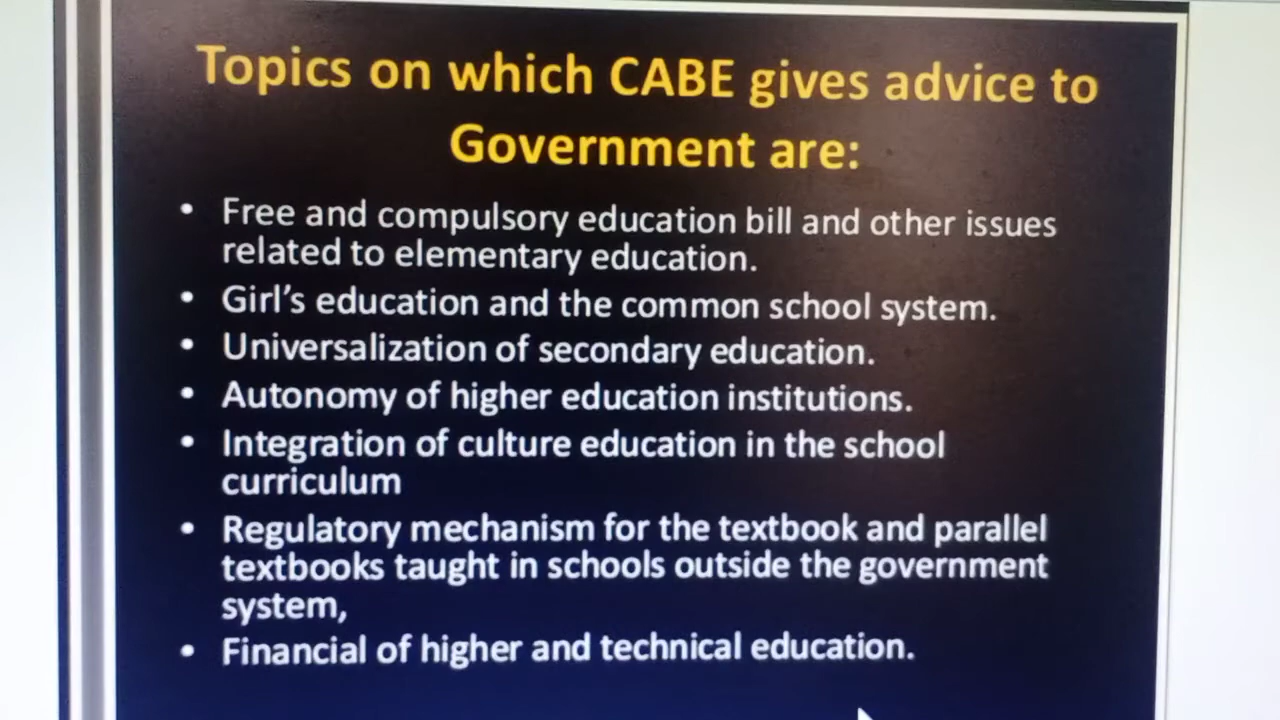 Topics on which CABE gives advice to
Government are:
• Free and compulsory education bill and other issues
related to elementary education.
• Girl's education and the common school system.
• Universalization of secondary education.
• Autonomy of higher education institutions.
• Integration of culture education in the school
curriculum
• Regulatory mechanism for the textbook and parallel
textbooks taught in schools outside the government
system,
• Financial of higher and technical education.